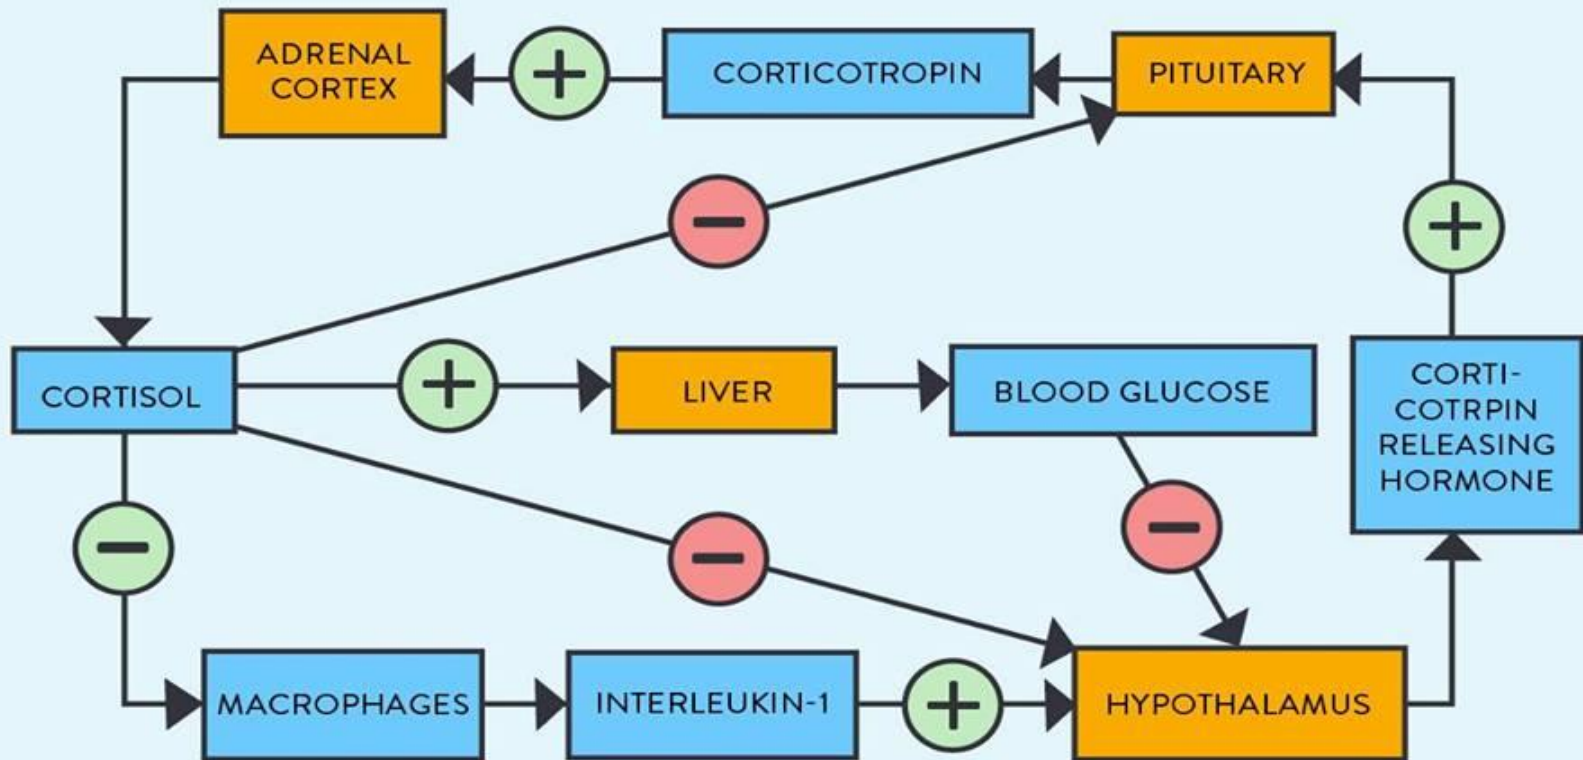 ADRENAL
CORTEX
+
CORTICOTROPIN
PITUITARY
−
+
CORTISOL
+
LIVER
BLOOD GLUCOSE
CORTI-
COTRPIN
RELEASING
HORMONE
−
−
−
MACROPHAGES
INTERLEUKIN-1
+
HYPOTHALAMUS